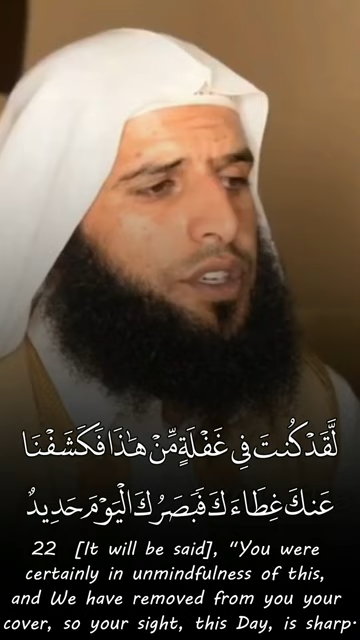 لَّقَدْ كُنتَ فِى غَفْلَةٍ مِّنْ هَـٰذَا فَكَشَفْنَا
عَنكَ غِطَآءَكَ فَبَصَرُكَ ٱلْيَوْمَ حَدِيدٌ
22 [It will be said], "You were
certainly in unmindfulness of this,
and We have removed from you your
cover, so your sight, this Day, is sharp.